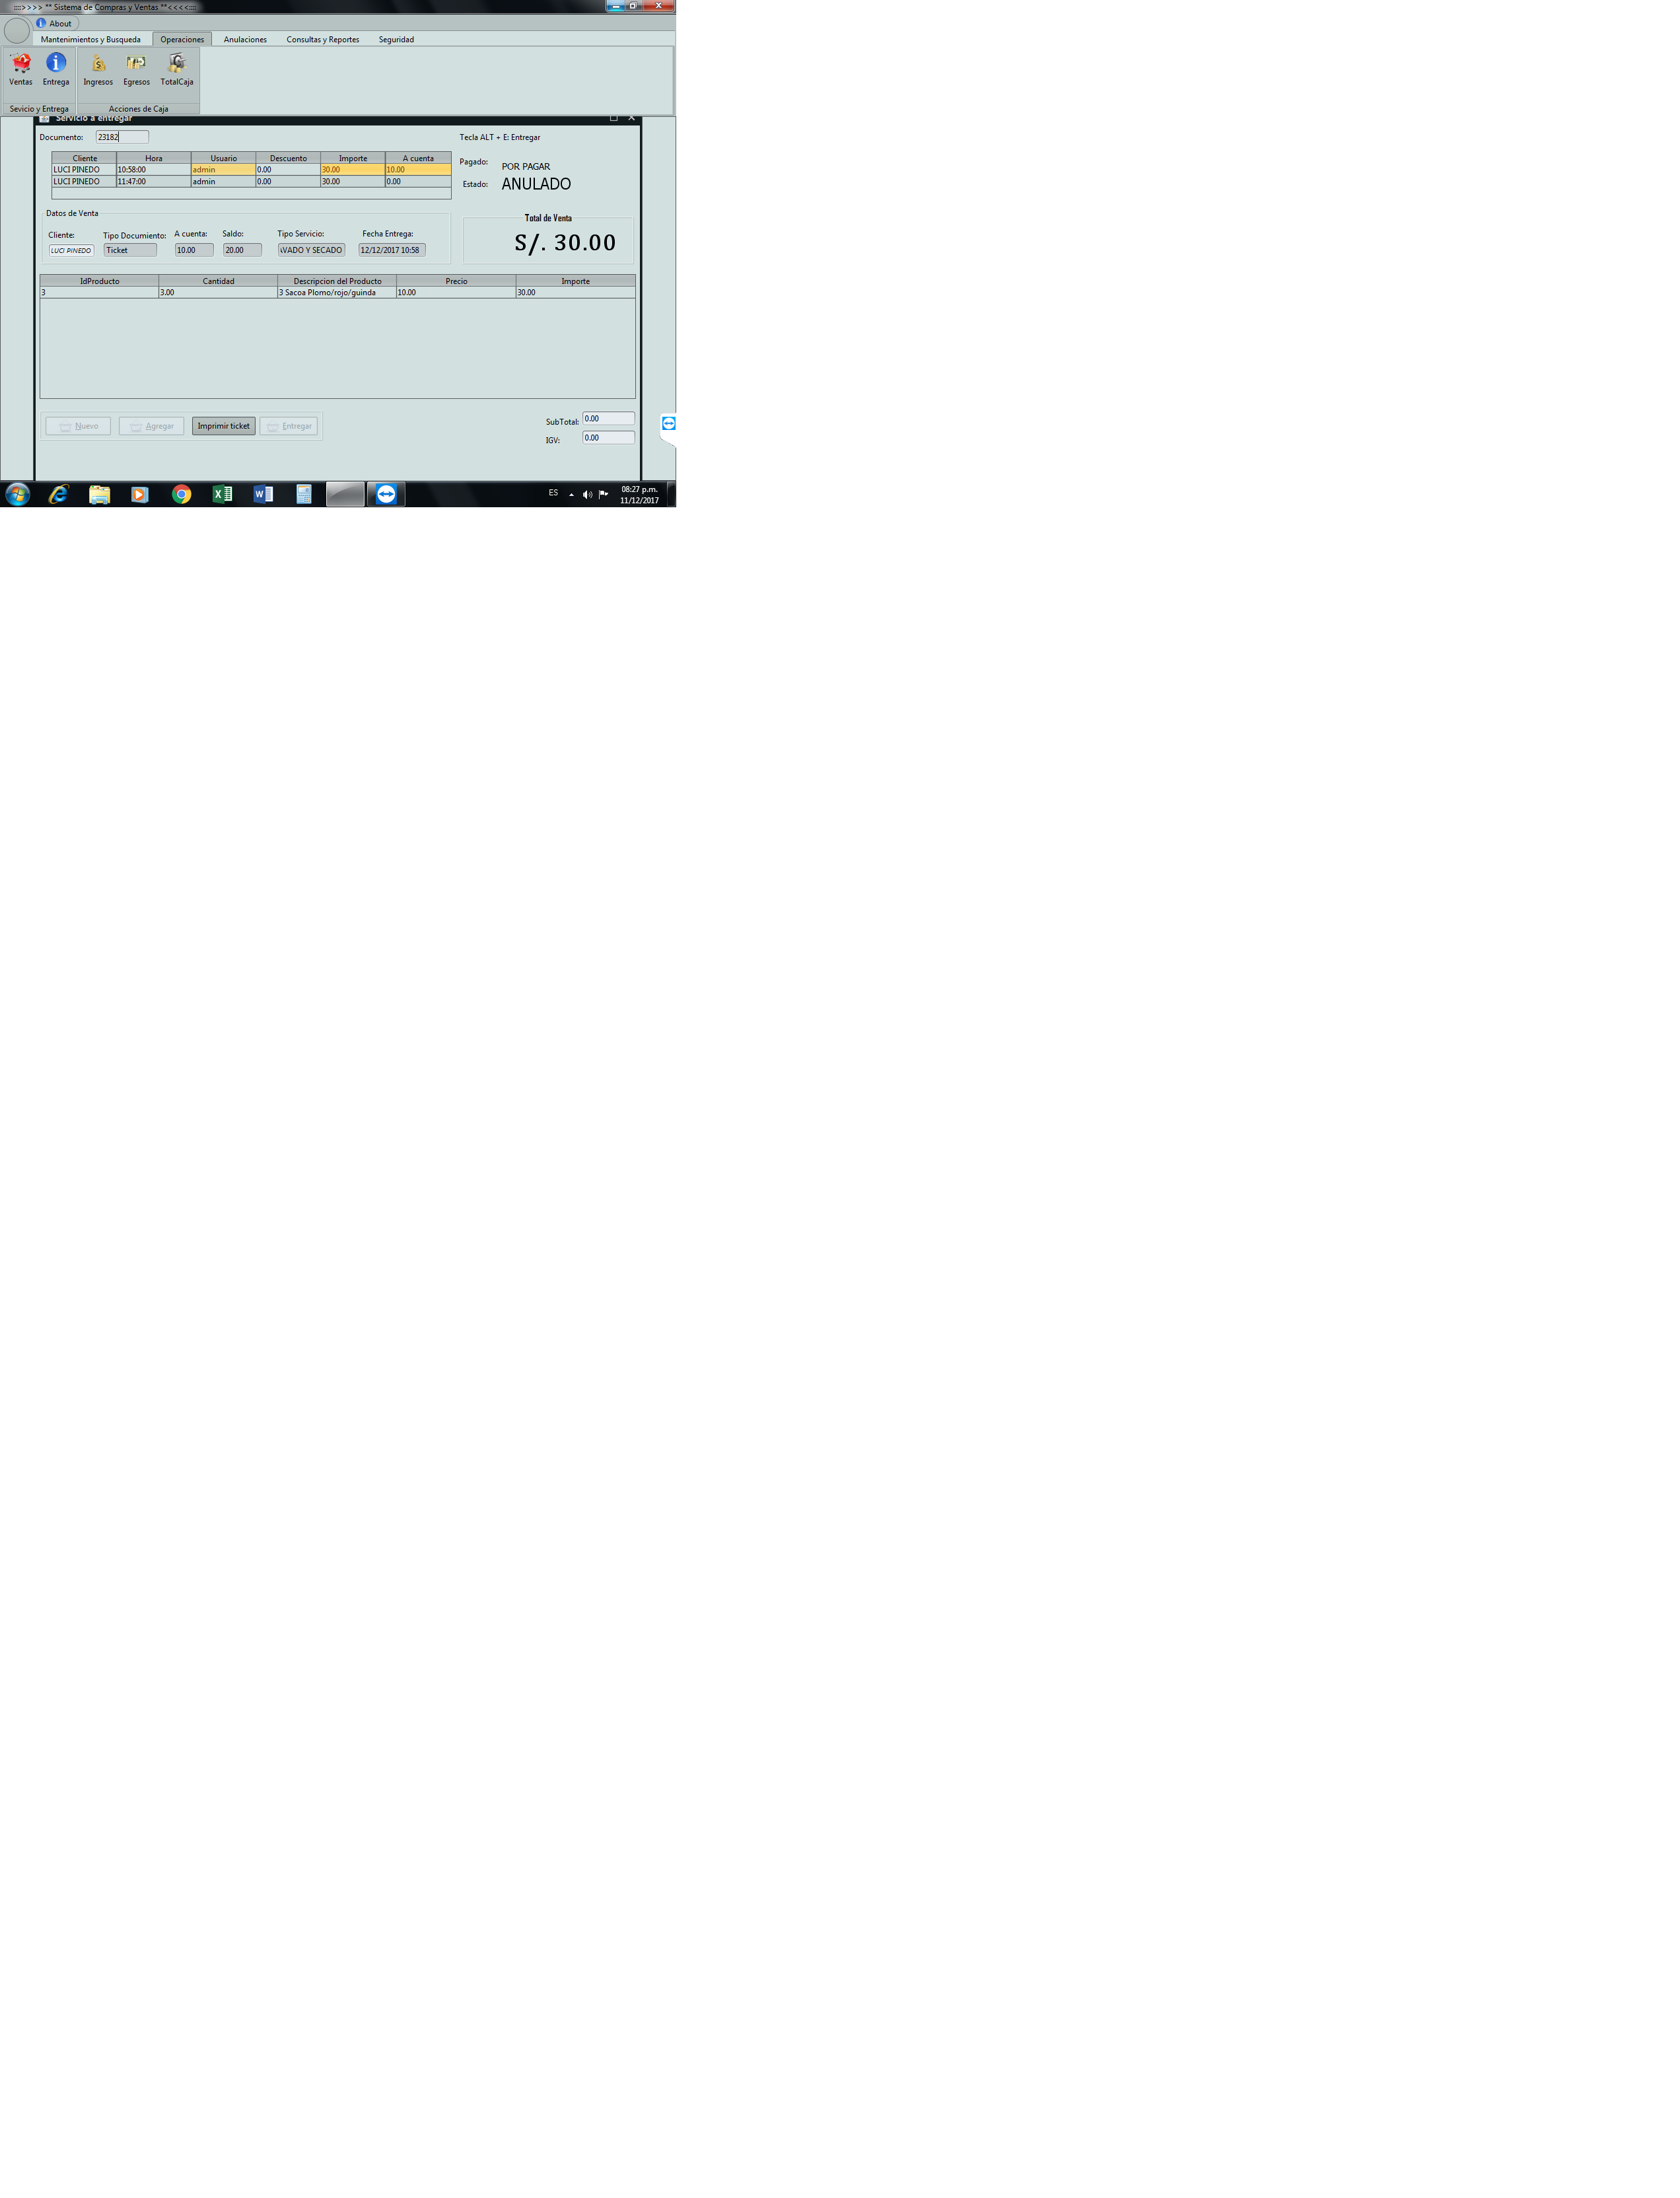 ::::>>>> ** Sistema de Compras y Ventas **<<<<::::
About
Mantenimientos y Busqueda Operaciones Anulaciones Consultas y Reportes Seguridad
Ventas Entrega Ingresos Egresos TotalCaja
Sevicio y Entrega Acciones de Caja
Servicio a entregar
Documento: 23182 Tecla ALT + E: Entregar
Cliente Hora Usuario Descuento Importe A cuenta
LUCI PINEDO 10:58:00 admin 0.00 30.00 10.00
LUCI PINEDO 11:47:00 admin 0.00 30.00 0.00
Pagado: POR PAGAR
Estado: ANULADO
Datos de Venta
Cliente: Tipo Documiento: A cuenta: Saldo: Tipo Servicio: Fecha Entrega:
LUCI PINEDO Ticket 10.00 20.00 AVADO Y SECADO 12/12/2017 10:58
Total de Venta
S/. 30.00
IdProducto Cantidad Descripcion del Producto Precio Importe
3 3.00 3 Sacoa Plomo/rojo/guinda 10.00 30.00
Nuevo Agregar Imprimir ticket Entregar
SubTotal: 0.00
IGV: 0.00
ES 08:27 p.m.
11/12/2017